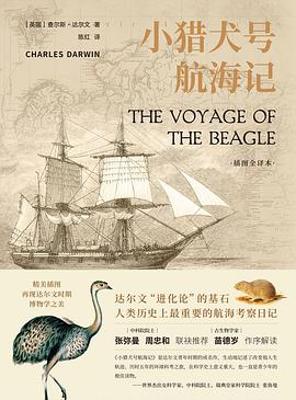 [英国] 查尔斯·达尔文 著
陈红 译
CHARLES DARWIN
小猎犬号
航海记
THE VOYAGE OF
THE BEAGLE
·插图全译本·
精美插图
再现达尔文时期
博物学之美
达尔文“进化论”的基石
人类历史上最重要的航海考察日记
中科院院士
张弥曼 周忠和 联袂推荐
古生物学家
苗德岁 作序解读